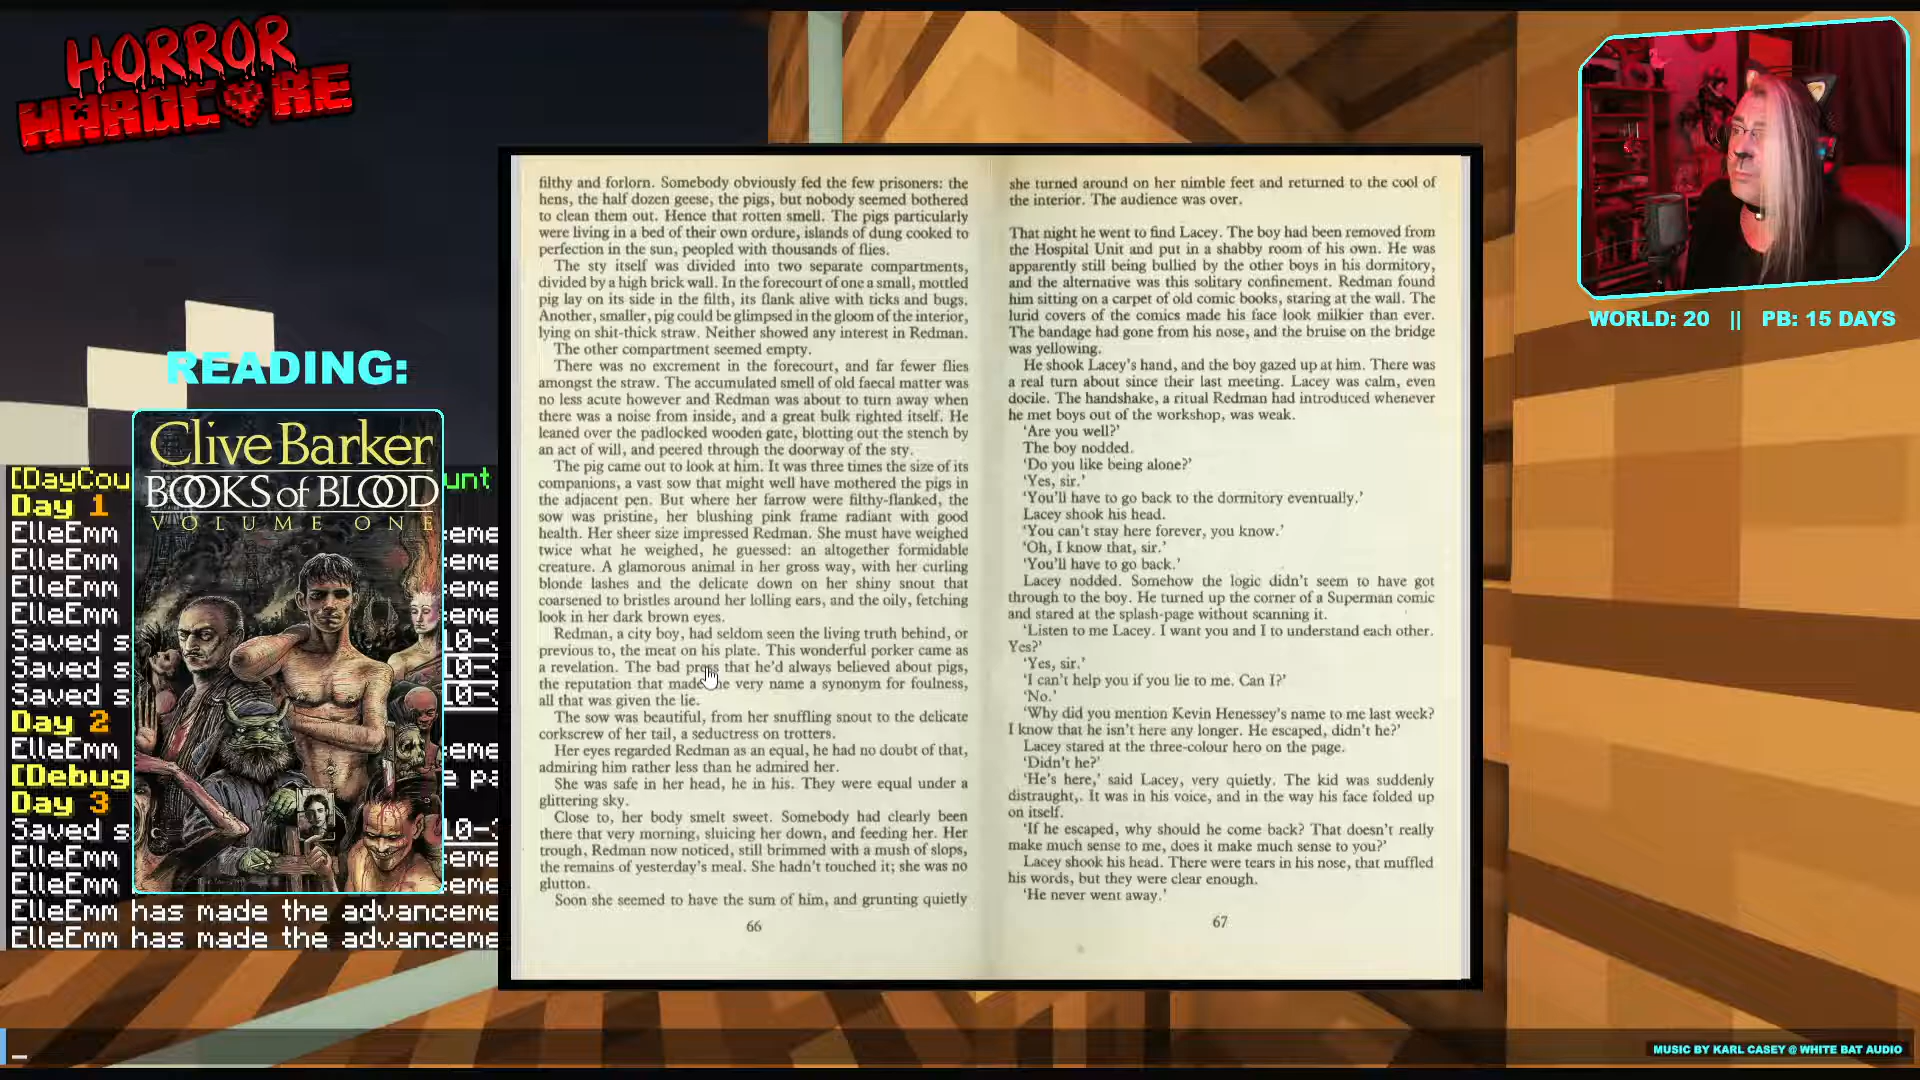 HORROR
HARDCORE
WORLD: 20 || PB: 15 DAYS
READING:
Clive Barker
BOOKS of BLOOD
VOLUME ONE
[DayCou
unt
Day 1
ElleEmm
eme
ElleEmm
eme
ElleEmm
eme
ElleEmm
eme
Saved s
10-
Saved s
10-
Saved s
10-
Day 2
ElleEmm
eme
[Debug
e pa
Day 3
Saved s
10-
ElleEmm
eme
ElleEmm
eme
ElleEmm has made the advanceme
ElleEmm has made the advanceme
filthy and forlorn. Somebody obviously fed the few prisoners: the
hens, the half dozen geese, the pigs, but nobody seemed bothered
to clean them out. Hence that rotten smell. The pigs particularly
were living in a bed of their own ordure, islands of dung cooked to
perfection in the sun, peopled with thousands of flies.
The sty itself was divided into two separate compartments,
divided by a high brick wall. In the forecourt of one a small, mottled
pig lay on its side in the filth, its flank alive with ticks and bugs.
Another, smaller, pig could be glimpsed in the gloom of the interior,
lying on shit-thick straw. Neither showed any interest in Redman.
The other compartment seemed empty.
There was no excrement in the forecourt, and far fewer flies
amongst the straw. The accumulated smell of old faecal matter was
no less acute however and Redman was about to turn away when
there was a noise from inside, and a great bulk righted itself. He
leaned over the padlocked wooden gate, blotting out the stench by
an act of will, and peered through the doorway of the sty.
The pig came out to look at him. It was three times the size of its
companions, a vast sow that might well have mothered the pigs in
the adjacent pen. But where her farrow were filthy-flanked, the
sow was pristine, her blushing pink frame radiant with good
health. Her sheer size impressed Redman. She must have weighed
twice what he weighed, he guessed: an altogether formidable
creature. A glamorous animal in her gross way, with her curling
blonde lashes and the delicate down on her shiny snout that
coarsened to bristles around her lolling ears, and the oily, fetching
look in her dark brown eyes.
Redman, a city boy, had seldom seen the living truth behind, or
previous to, the meat on his plate. This wonderful porker came as
a revelation. The bad press that he'd always believed about pigs,
the reputation that made the very name a synonym for foulness,
all that was given the lie.
The sow was beautiful, from her snuffling snout to the delicate
corkscrew of her tail, a seductress on trotters.
Her eyes regarded Redman as an equal, he had no doubt of that,
admiring him rather less than he admired her.
She was safe in her head, he in his. They were equal under a
glittering sky.
Close to, her body smelt sweet. Somebody had clearly been
there that very morning, sluicing her down, and feeding her. Her
trough, Redman now noticed, still brimmed with a mush of slops,
the remains of yesterday's meal. She hadn't touched it; she was no
glutton.
Soon she seemed to have the sum of him, and grunting quietly
66
she turned around on her nimble feet and returned to the cool of
the interior. The audience was over.
That night he went to find Lacey. The boy had been removed from
the Hospital Unit and put in a shabby room of his own. He was
apparently still being bullied by the other boys in his dormitory,
and the alternative was this solitary confinement. Redman found
him sitting on a carpet of old comic books, staring at the wall. The
lurid covers of the comics made his face look milkier than ever.
The bandage had gone from his nose, and the bruise on the bridge
was yellowing.
He shook Lacey's hand, and the boy gazed up at him. There was
a real turn about since their last meeting. Lacey was calm, even
docile. The handshake, a ritual Redman had introduced whenever
he met boys out of the workshop, was weak.
'Are you well?'
The boy nodded.
'Do you like being alone?'
'Yes, sir.'
'You'll have to go back to the dormitory eventually.'
Lacey shook his head.
'You can't stay here forever, you know.'
'Oh, I know that, sir.'
'You'll have to go back.'
Lacey nodded. Somehow the logic didn't seem to have got
through to the boy. He turned up the corner of a Superman comic
and stared at the splash-page without scanning it.
'Listen to me Lacey. I want you and I to understand each other.
Yes?'
'Yes, sir.'
'I can't help you if you lie to me. Can I?'
'No.'
'Why did you mention Kevin Henessey's name to me last week?
I know that he isn't here any longer. He escaped, didn't he?'
Lacey stared at the three-colour hero on the page.
'Didn't he?'
'He's here,' said Lacey, very quietly. The kid was suddenly
distraught,. It was in his voice, and in the way his face folded up
on itself.
'If he escaped, why should he come back? That doesn't really
make much sense to me, does it make much sense to you?'
Lacey shook his head. There were tears in his nose, that muffled
his words, but they were clear enough.
'He never went away.'
67
MUSIC BY KARL CASEY @ WHITE BAT AUDIO